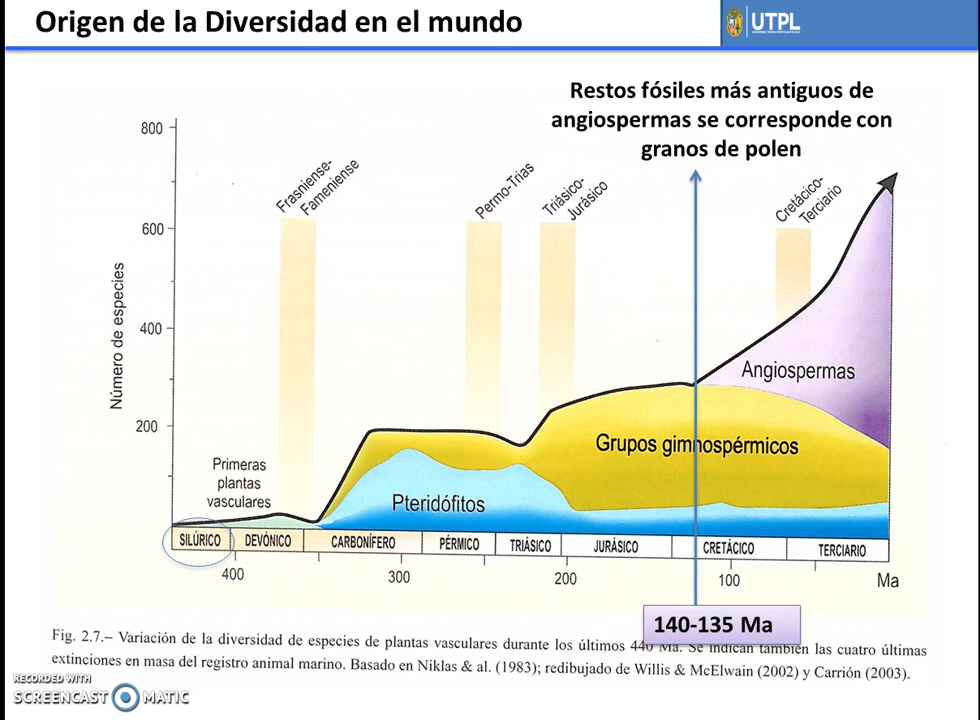 Origen de la Diversidad en el mundo
UTPL
Restos fósiles más antiguos de
angiospermas se corresponde con
granos de polen
800
600
400
200
Número de especies
Frasniense-
Fameniense
Permo-Trias
Triásico-
Jurásico
Cretácico-
Terciario
Angiospermas
Grupos gimnospérmicos
Primeras
plantas
vasculares
Pteridófitos
SILÚRICO DEVÓNICO CARBONÍFERO PÉRMICO TRIÁSICO JURÁSICO CRETÁCICO TERCIARIO
400 300 200 100 Ma
140-135 Ma
Fig. 2.7.– Variación de la diversidad de especies de plantas vasculares durante los últimos 440 Ma. Se indican también las cuatro últimas
extinciones en masa del registro animal marino. Basado en Niklas & al. (1983); redibujado de Willis & McElwain (2002) y Carrión (2003).
RECORDED WITH
SCREENCAST MATIC